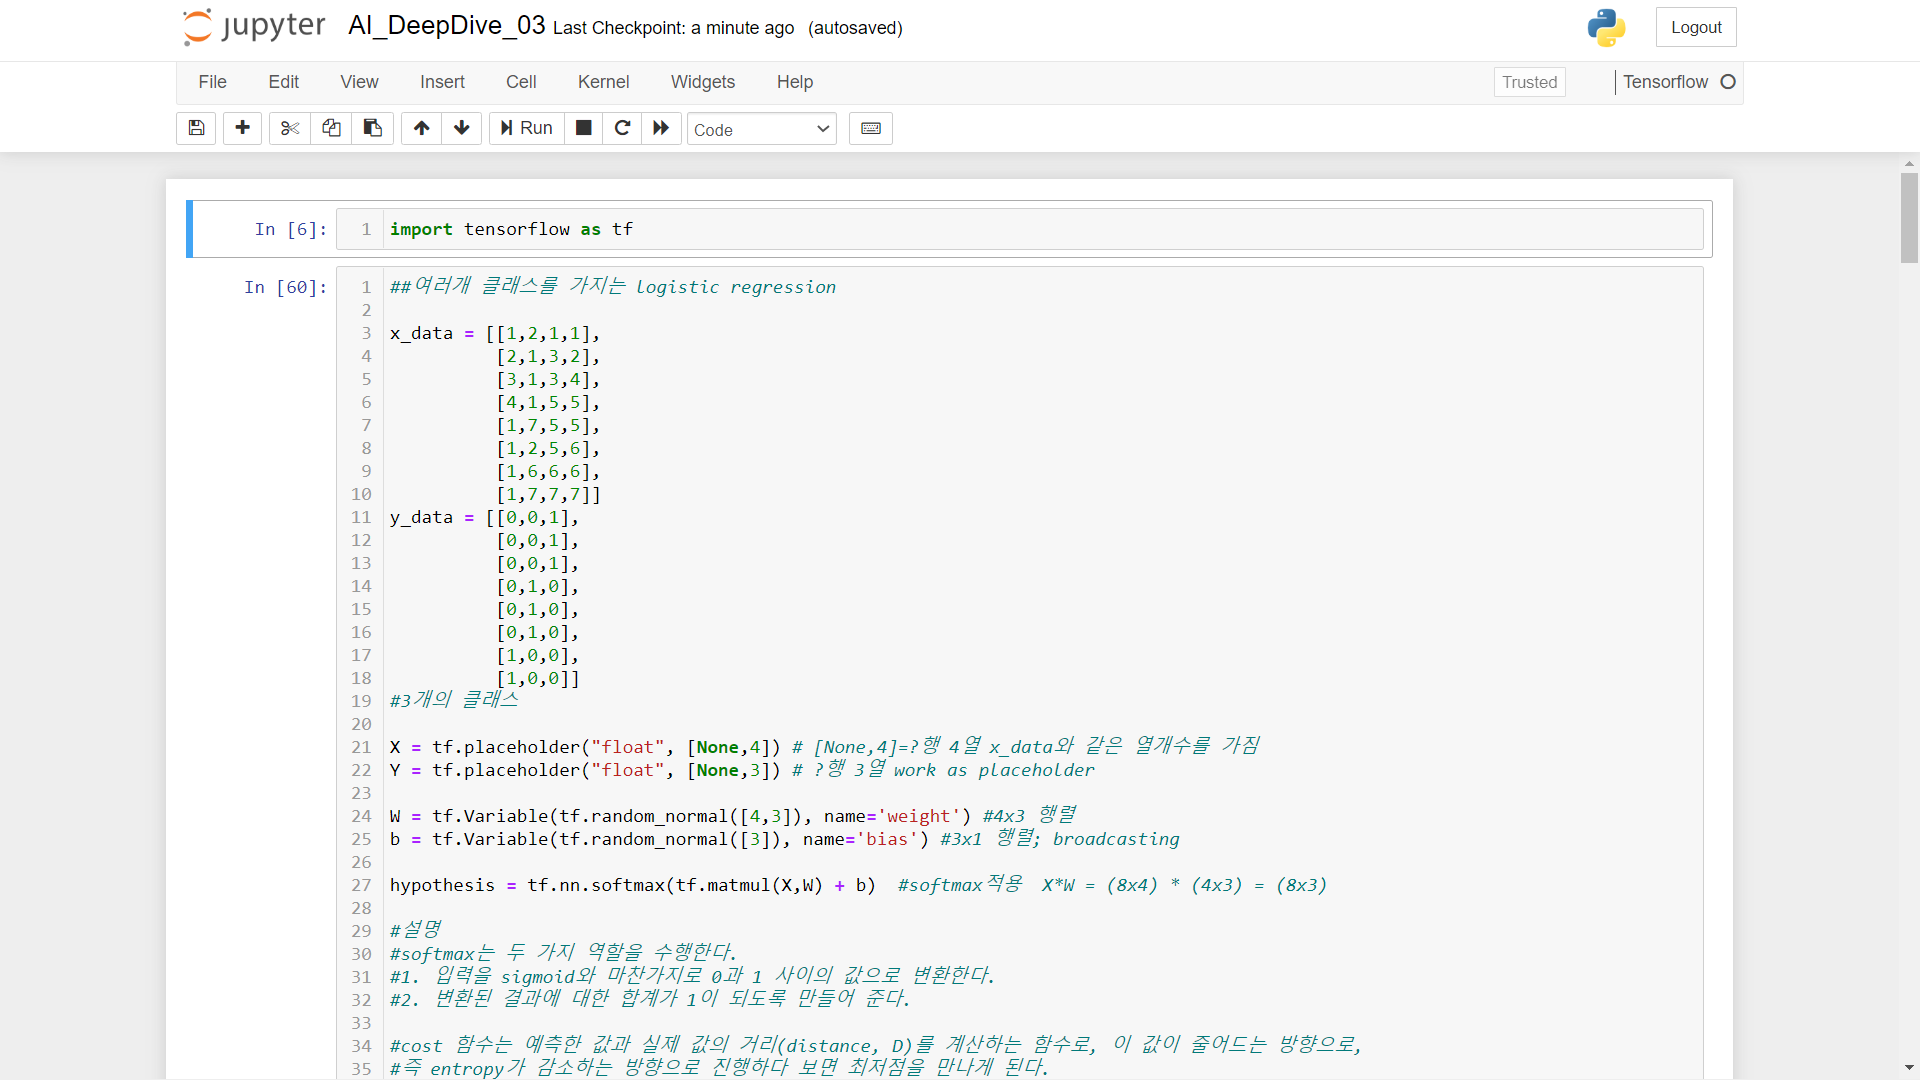 jupyter AI_DeepDive_03 Last Checkpoint: a minute ago (autosaved) Logout
File Edit View Insert Cell Kernel Widgets Help Trusted Tensorflow
Run Code
In [6]: 1 import tensorflow as tf
In [60]: 1 ##여러개 클래스를 가지는 logistic regression
2
3 x_data = [[1,2,1,1],
4 [2,1,3,2],
5 [3,1,3,4],
6 [4,1,5,5],
7 [1,7,5,5],
8 [1,2,5,6],
9 [1,6,6,6],
10 [1,7,7,7]]
11 y_data = [[0,0,1],
12 [0,0,1],
13 [0,0,1],
14 [0,1,0],
15 [0,1,0],
16 [0,1,0],
17 [1,0,0],
18 [1,0,0]]
19 #3개의 클래스
20
21 X = tf.placeholder("float", [None,4]) # [None,4]=?행 4열 x_data와 같은 열개수를 가짐
22 Y = tf.placeholder("float", [None,3]) # ?행 3열 work as placeholder
23
24 W = tf.Variable(tf.random_normal([4,3]), name='weight') #4x3 행렬
25 b = tf.Variable(tf.random_normal([3]), name='bias') #3x1 행렬; broadcasting
26
27 hypothesis = tf.nn.softmax(tf.matmul(X,W) + b)  #softmax적용  X*W = (8x4) * (4x3) = (8x3)
28
29 #설명
30 #softmax는 두 가지 역할을 수행한다.
31 #1. 입력을 sigmoid와 마찬가지로 0과 1 사이의 값으로 변환한다.
32 #2. 변환된 결과에 대한 합계가 1이 되도록 만들어 준다.
33
34 #cost 함수는 예측한 값과 실제 값의 거리(distance, D)를 계산하는 함수로, 이 값이 줄어드는 방향으로,
35 #즉 entropy가 감소하는 방향으로 진행하다 보면 최저점을 만나게 된다.